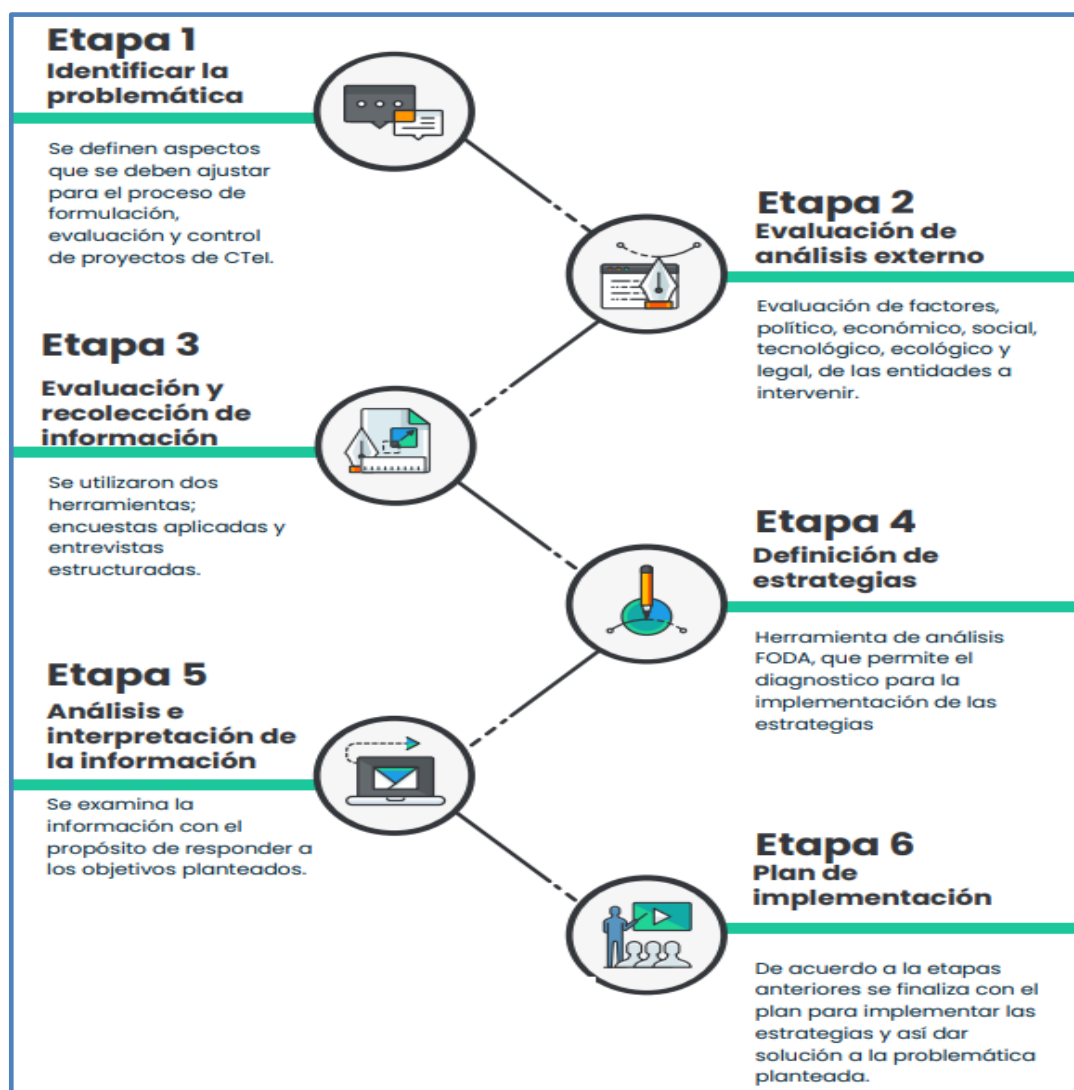 Etapa 1
Identificar la
problemática
Se definen aspectos
que se deben ajustar
para el proceso de
formulación,
evaluación y control
de proyectos de CTeI.
Etapa 2
Evaluación de
análisis externo
Evaluación de factores,
político, económico, social,
tecnológico, ecológico y
legal, de las entidades a
intervenir.
Etapa 3
Evaluación y
recolección de
información
Se utilizaron dos
herramientas;
encuestas aplicadas y
entrevistas
estructuradas.
Etapa 4
Definición de
estrategias
Herramienta de análisis
FODA, que permite el
diagnostico para la
implementación de las
estrategias
Etapa 5
Análisis e
interpretación de
la información
Se examina la
información con el
propósito de responder a
los objetivos planteados.
Etapa 6
Plan de
implementación
De acuerdo a la etapas
anteriores se finaliza con el
plan para implementar las
estrategias y así dar
solución a la problemática
planteada.